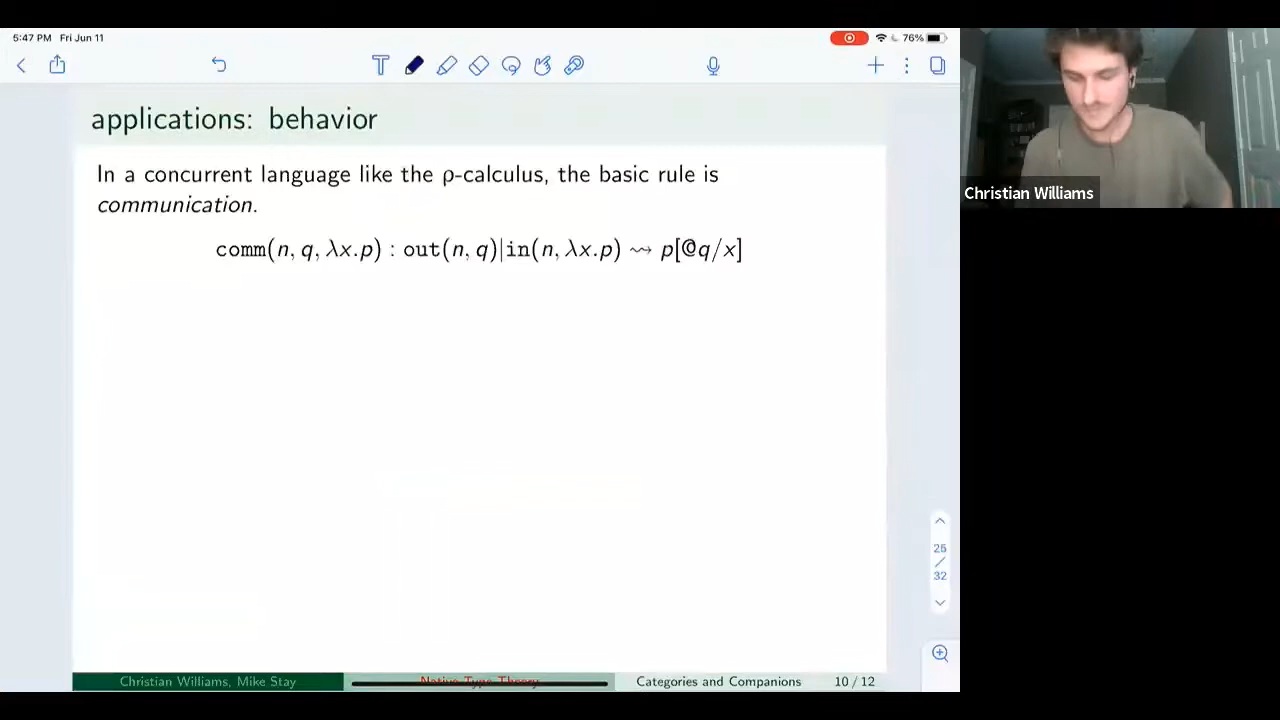 5:47 PM Fri Jun 11
76%
applications: behavior
In a concurrent language like the ρ-calculus, the basic rule is
communication.
comm(n, q, λx.p) : out(n, q)|in(n, λx.p) ⇝ p[@q/x]
Christian Williams
25
/
32
Christian Williams, Mike Stay
Native Type Theory
Categories and Companions
10 / 12